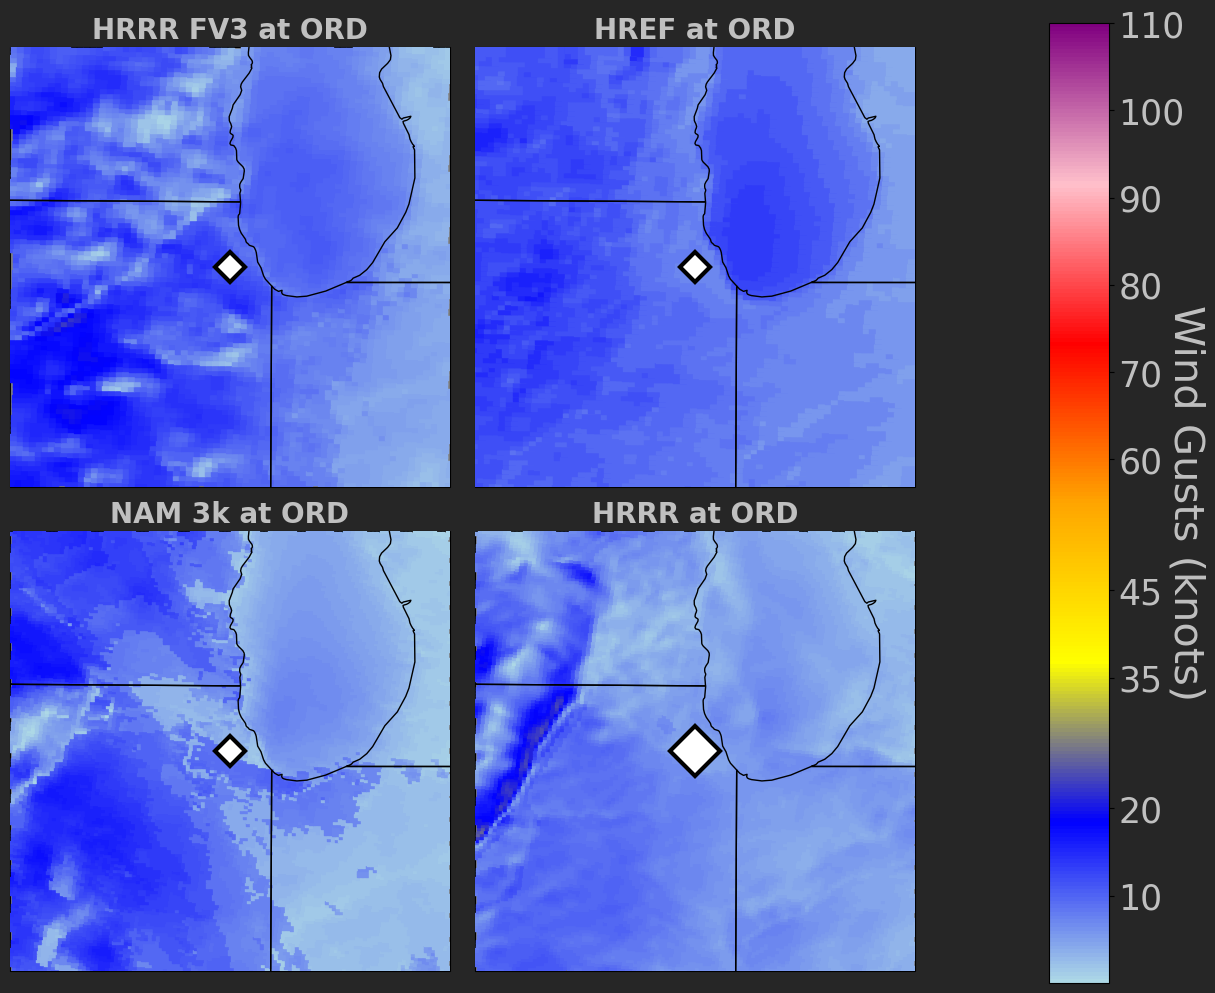 HRRR FV3 at ORD
HREF at ORD
NAM 3k at ORD
HRRR at ORD
110
100
90
80
70
60
45
35
20
10
Wind Gusts (knots)